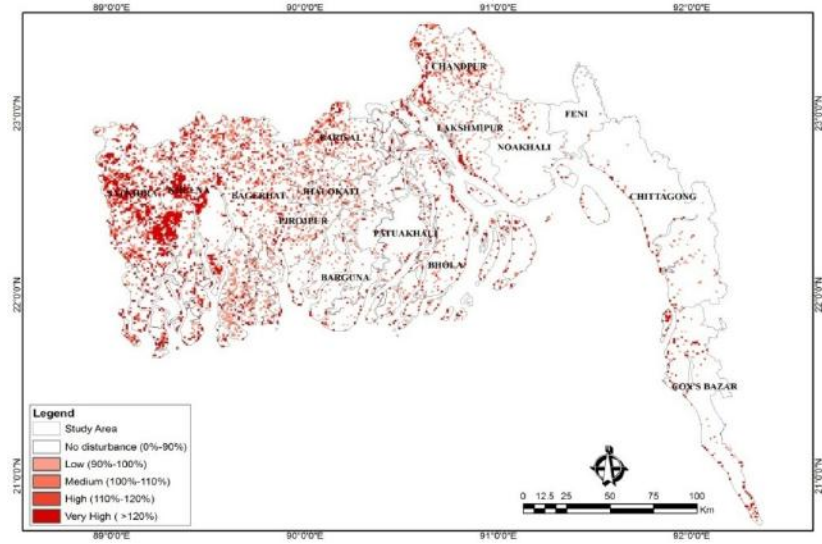 89°0'0"E 90°0'0"E 91°0'0"E 92°0'0"E
23°0'0"N 23°0'0"N
CHANDPUR
FENI
LAKSHMIPUR
BARISAL
NOAKHALI
SATKHIRA KHULNA BAGERHAT JHALOKATI
CHITTAGONG
PIROJPUR
PATUAKHALI
BHOLA
BARGUNA
22°0'0"N 22°0'0"N
COX'S BAZAR
Legend
Study Area
No disturbance (0%-90%)
Low (90%-100%)
Medium (100%-110%)
High (110%-120%)
Very High ( >120%)
21°0'0"N 21°0'0"N
0 12.5 25 50 75 100
Km
89°0'0"E 90°0'0"E 91°0'0"E 92°0'0"E